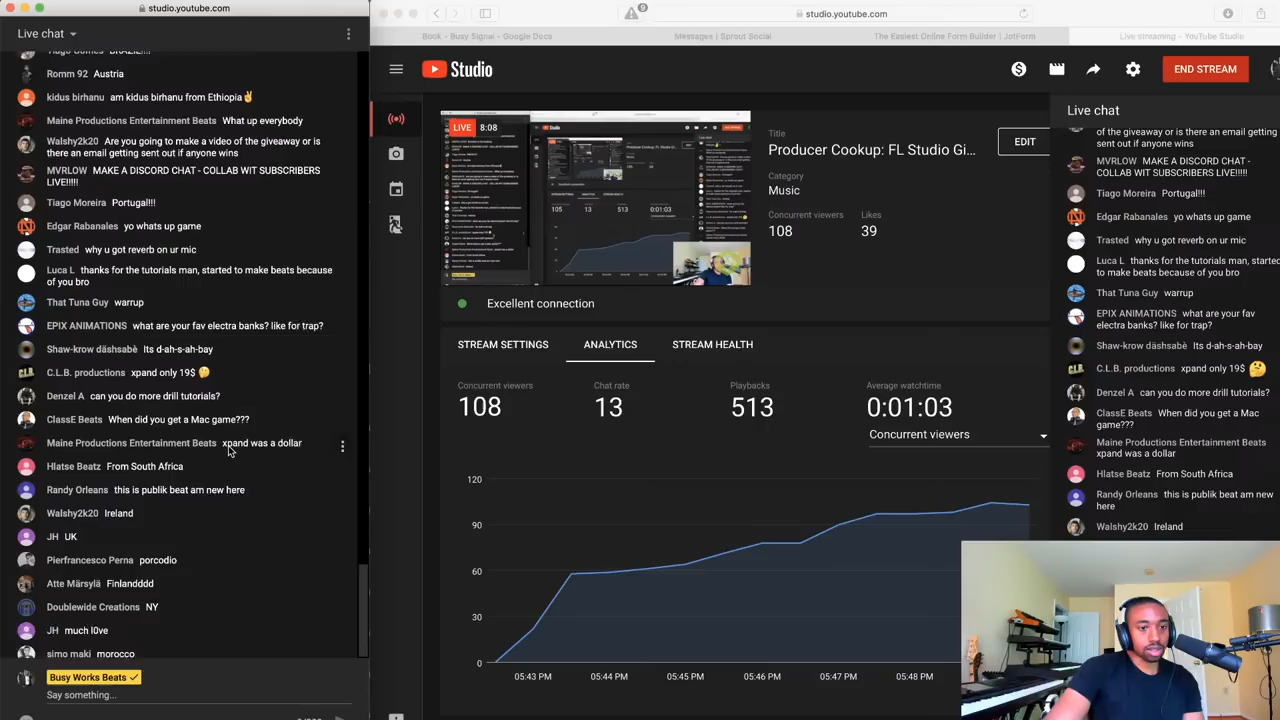 studio.youtube.com
Live chat
Tiago Gomes BRAZIL!!!!
Romm 92 Austria
kidus birhanu am kidus birhanu from Ethiopia✌
Maine Productions Entertainment Beats What up everybody
Walshy2k20 Are you going to make a video of the giveaway or is
there an email getting sent out if anyone wins
MVRLOW MAKE A DISCORD CHAT - COLLAB WIT SUBSCRIBERS
LIVE!!!!!
Tiago Moreira Portugal!!!
Edgar Rabanales yo whats up game
Trasted why u got reverb on ur mic
Luca L thanks for the tutorials man, started to make beats because
of you bro
That Tuna Guy warrup
EPIX ANIMATIONS what are your fav electra banks? like for trap?
Shaw-krow däshsabè Its d-ah-s-ah-bay
C.L.B. productions xpand only 19$ 🤔
Denzel A can you do more drill tutorials?
ClassE Beats When did you get a Mac game???
Maine Productions Entertainment Beats xpand was a dollar
Hlatse Beatz From South Africa
Randy Orleans this is publik beat am new here
Walshy2k20 Ireland
JH UK
Pierfrancesco Perna porcodio
Atte Märsylä Finlandddd
Doublewide Creations NY
JH much l0ve
simo maki morocco
Busy Works Beats ✓
Say something...
9
studio.youtube.com
Book - Busy Signal - Google Docs
Messages | Sprout Social
The Easiest Online Form Builder | JotForm
Live streaming - YouTube Studio
Studio
END STREAM
LIVE 8:08
Title
Producer Cookup: FL Studio Gi...
EDIT
Category
Music
Concurrent viewers
Likes
108
39
Excellent connection
STREAM SETTINGS
ANALYTICS
STREAM HEALTH
Concurrent viewers
Chat rate
Playbacks
Average watchtime
108
13
513
0:01:03
Concurrent viewers
120
90
60
30
0
05:43 PM
05:44 PM
05:45 PM
05:46 PM
05:47 PM
05:48 PM
Live chat
of the giveaway or is there an email getting
sent out if anyone wins
MVRLOW MAKE A DISCORD CHAT -
COLLAB WIT SUBSCRIBERS LIVE!!!!!
Tiago Moreira Portugal!!!
Edgar Rabanales yo whats up game
Trasted why u got reverb on ur mic
Luca L thanks for the tutorials man, started
to make beats because of you bro
That Tuna Guy warrup
EPIX ANIMATIONS what are your fav
electra banks? like for trap?
Shaw-krow däshsabè Its d-ah-s-ah-bay
C.L.B. productions xpand only 19$ 🤔
Denzel A can you do more drill tutorials?
ClassE Beats When did you get a Mac
game???
Maine Productions Entertainment Beats
xpand was a dollar
Hlatse Beatz From South Africa
Randy Orleans this is publik beat am new
here
Walshy2k20 Ireland